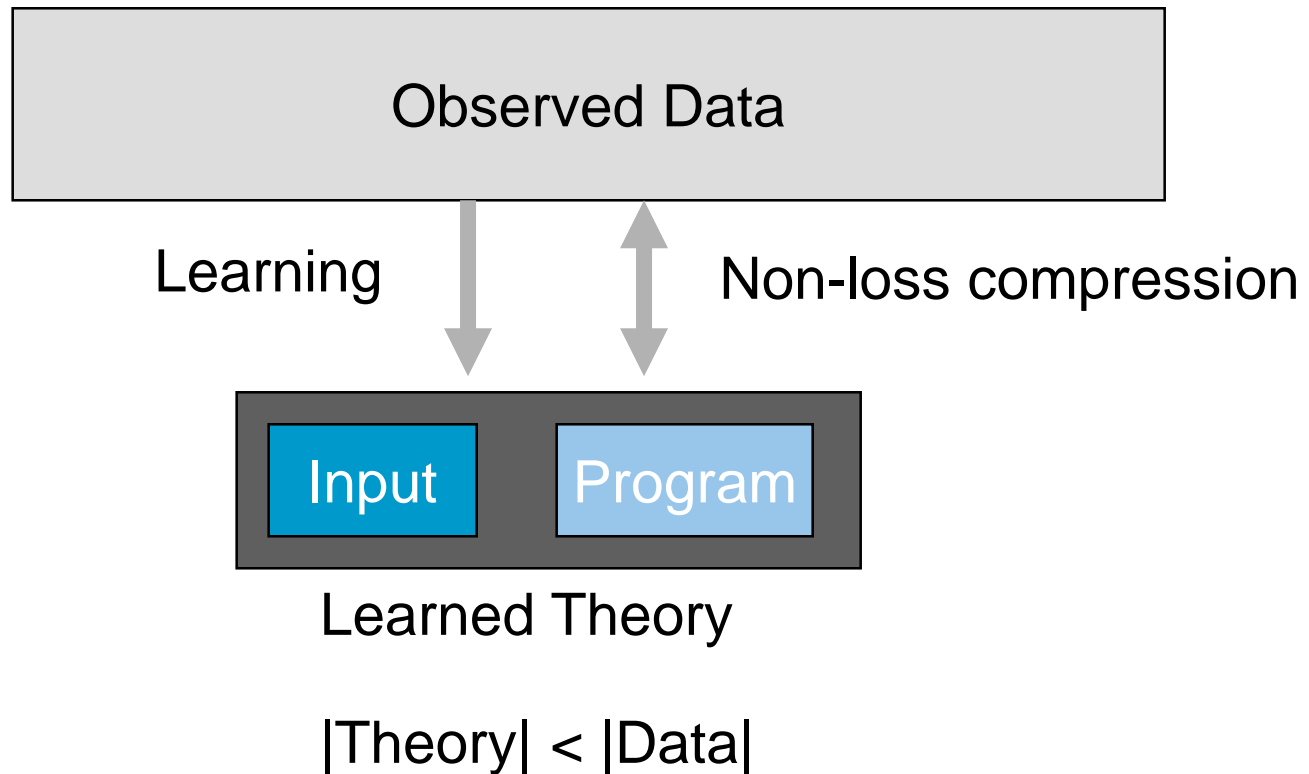 Observed Data
Learning
Non-loss compression
Input
Program
Learned Theory
|Theory| < |Data|